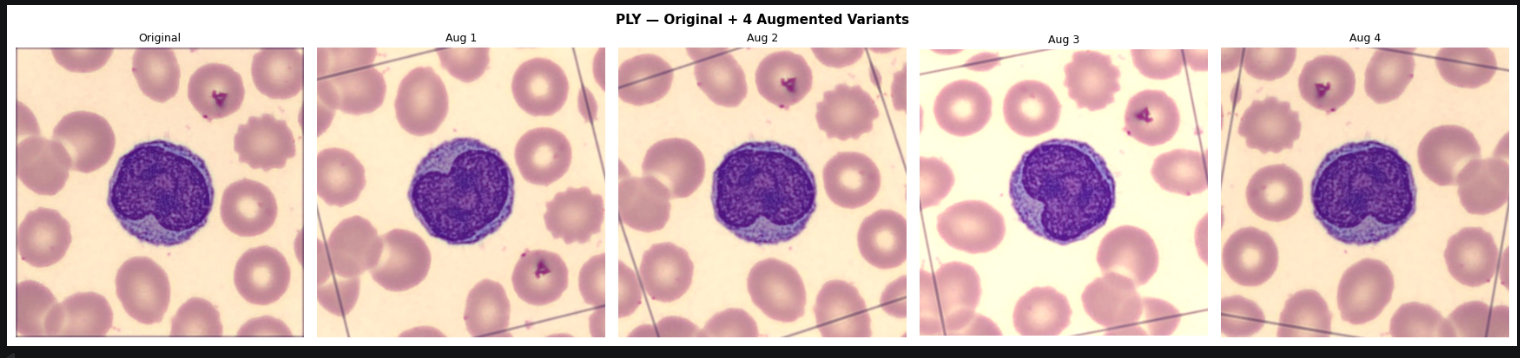 PLY — Original + 4 Augmented Variants
Original
Aug 1
Aug 2
Aug 3
Aug 4